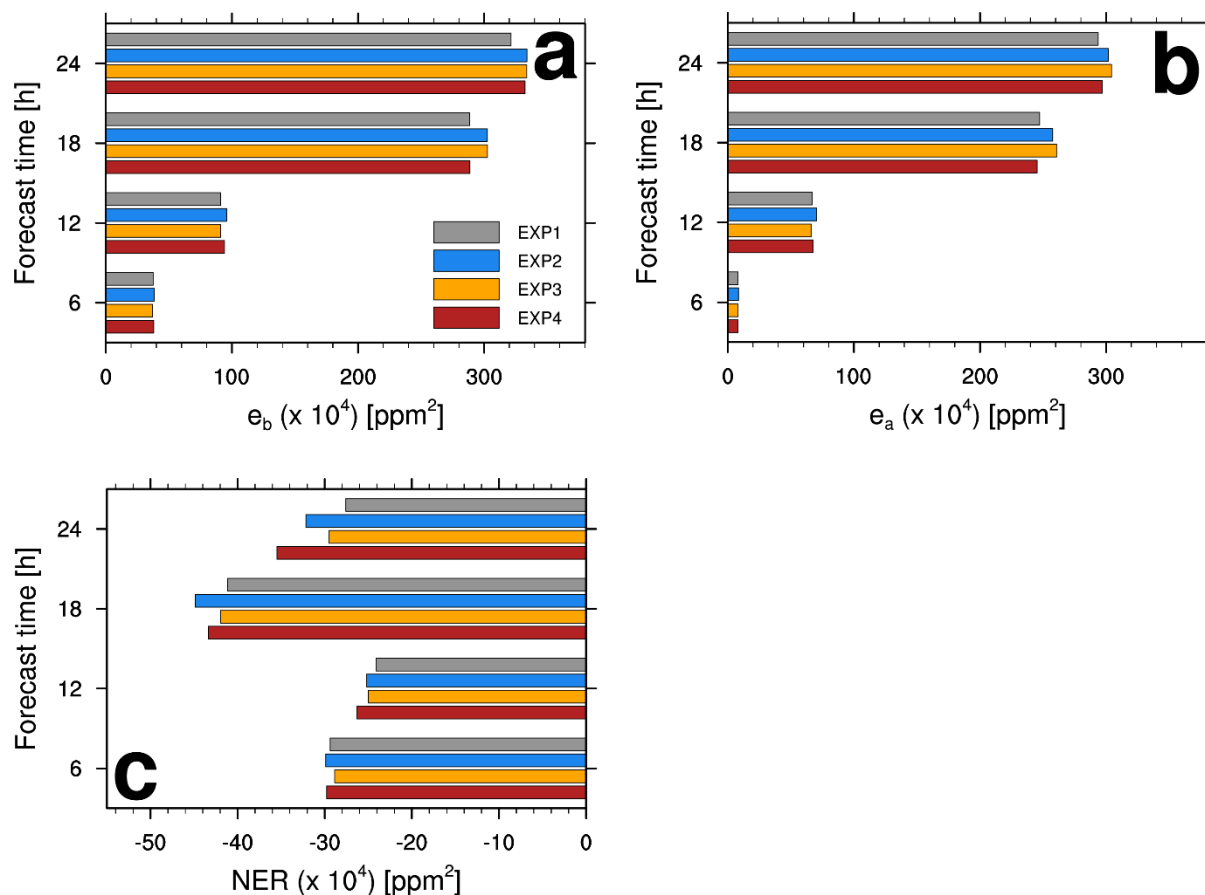 a
Forecast time [h]
24
18
12
6
EXP1
EXP2
EXP3
EXP4
0 100 200 300
e_b (x 10^4) [ppm^2]
b
Forecast time [h]
24
18
12
6
0 100 200 300
e_a (x 10^4) [ppm^2]
Forecast time [h]
24
18
12
6
c
-50 -40 -30 -20 -10 0
NER (x 10^4) [ppm^2]